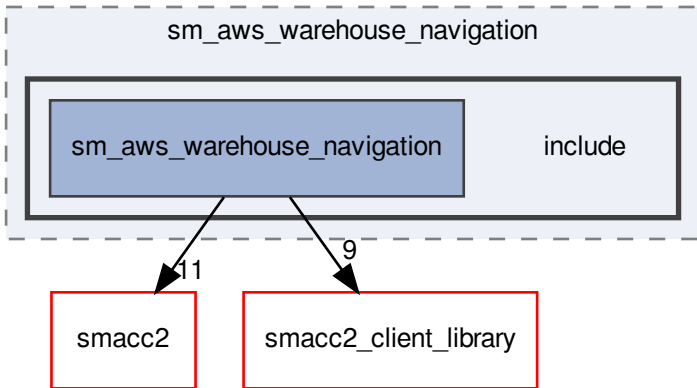 sm_aws_warehouse_navigation
sm_aws_warehouse_navigation
include
11
9
smacc2
smacc2_client_library